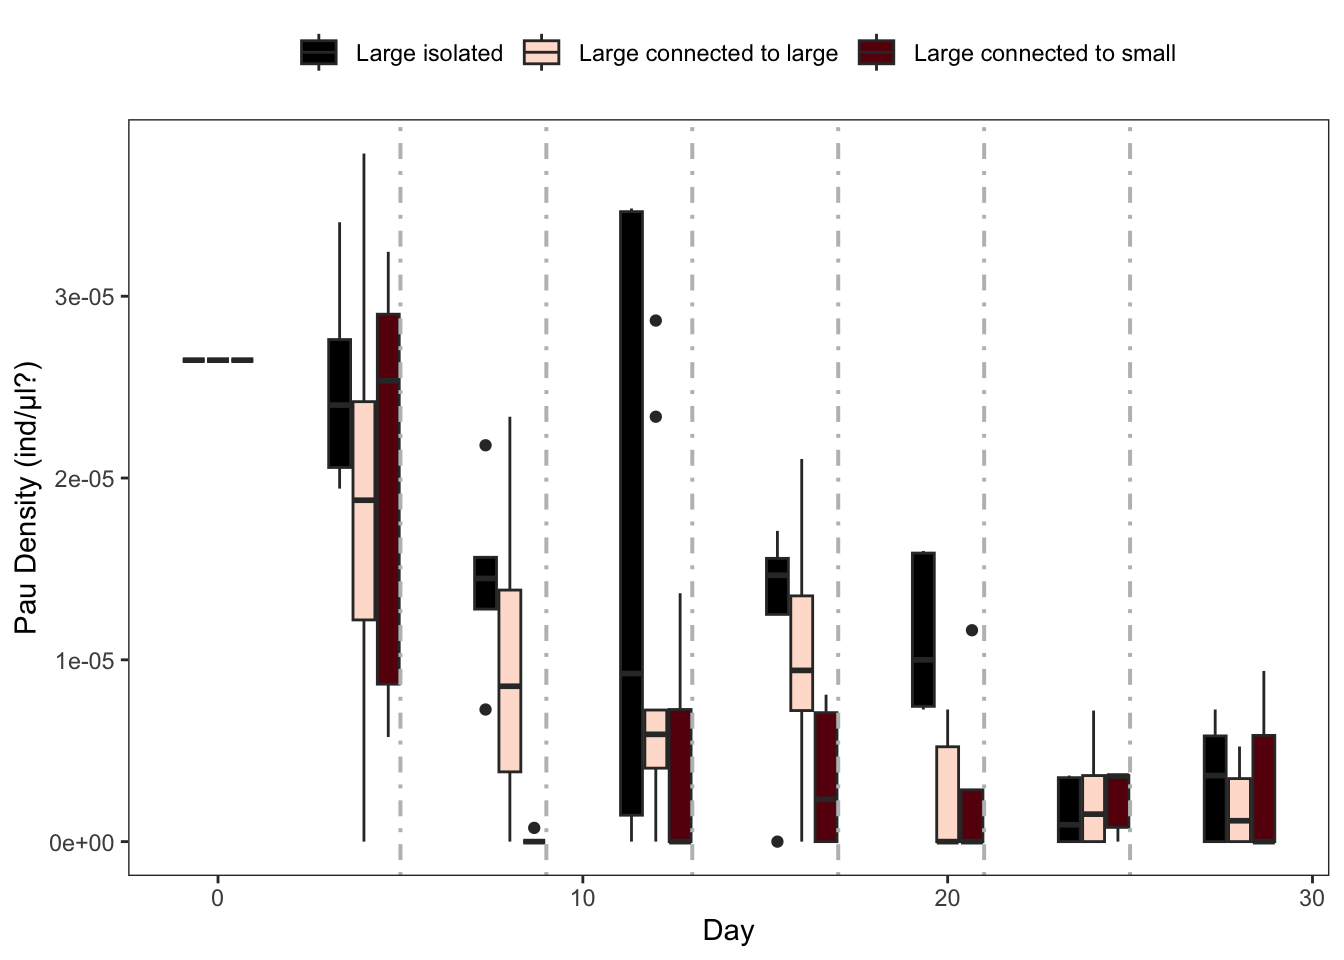 Large isolated Large connected to large Large connected to small
Pau Density (ind/µl?)
3e-05
2e-05
1e-05
0e+00
0 10 20 30
Day